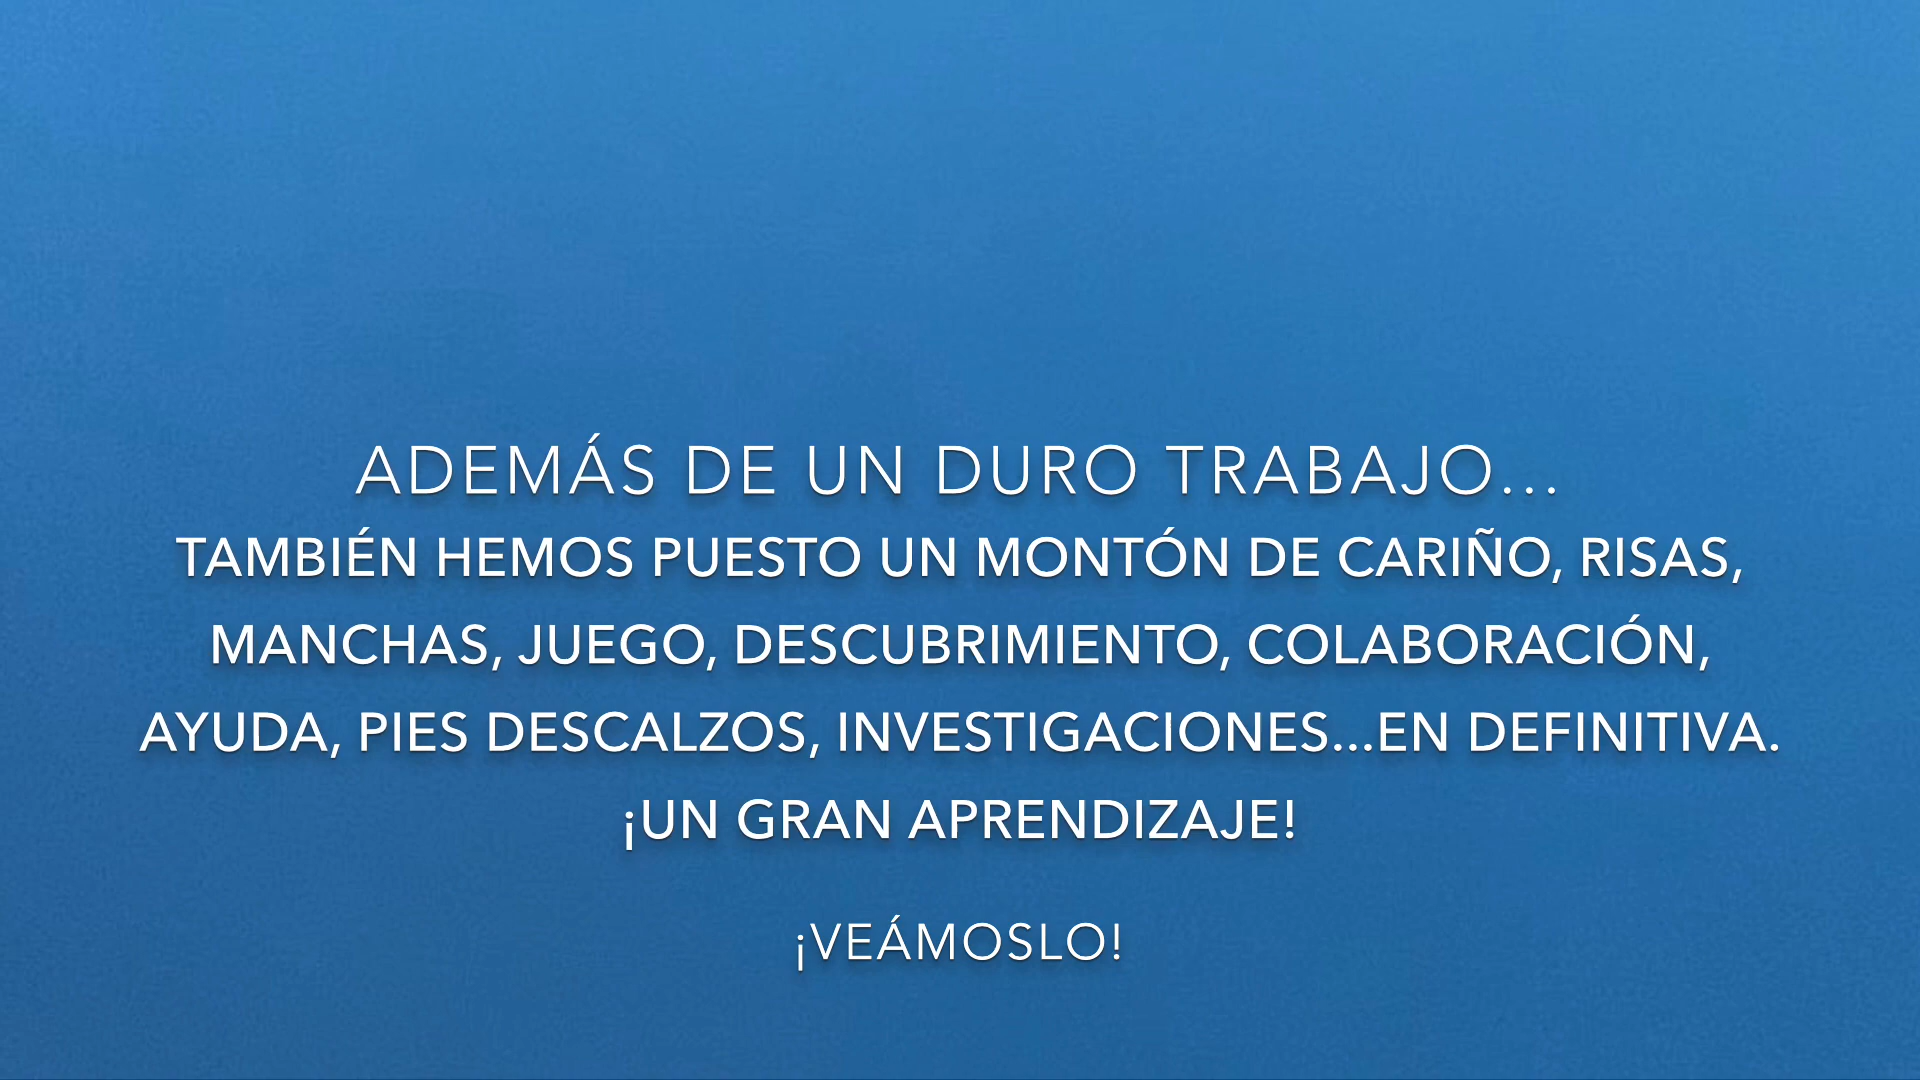 ADEMÁS DE UN DURO TRABAJO...
TAMBIÉN HEMOS PUESTO UN MONTÓN DE CARIÑO, RISAS,
MANCHAS, JUEGO, DESCUBRIMIENTO, COLABORACIÓN,
AYUDA, PIES DESCALZOS, INVESTIGACIONES...EN DEFINITIVA.
¡UN GRAN APRENDIZAJE!
¡VEÁMOSLO!